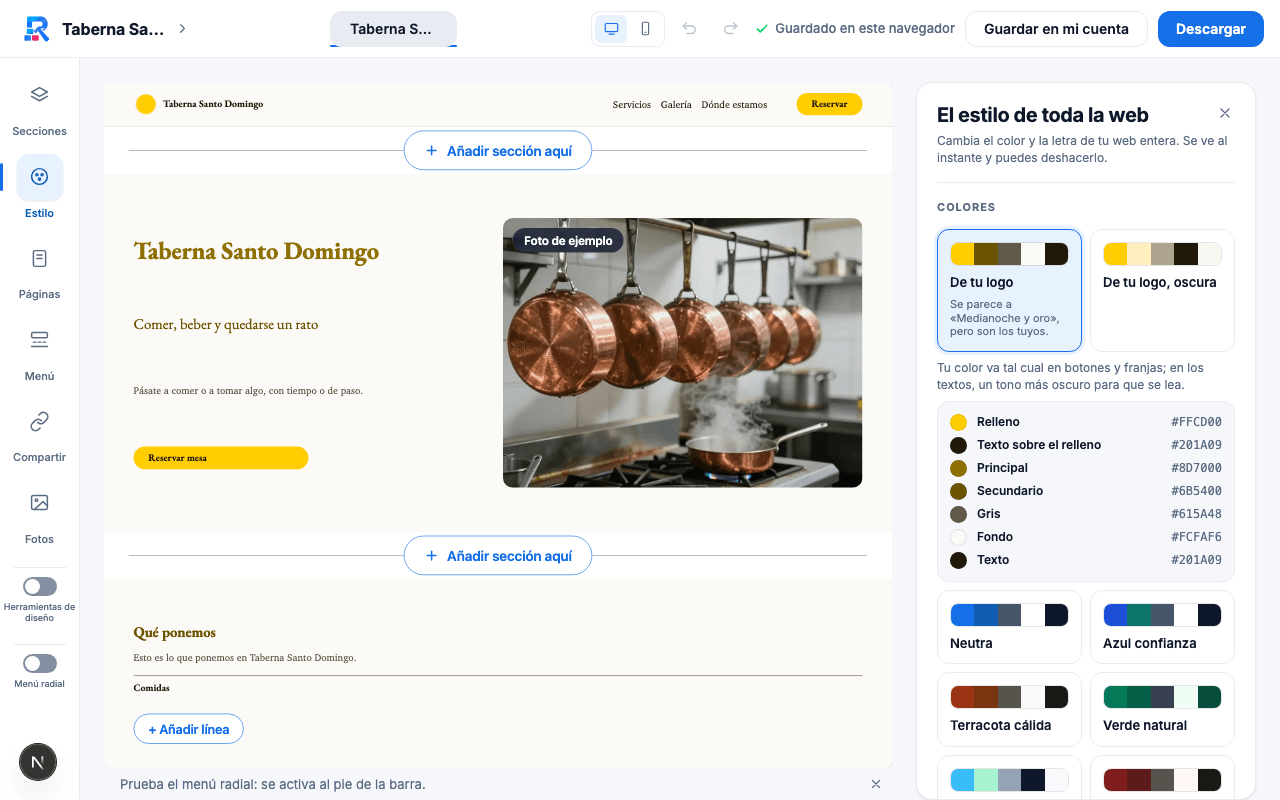 Taberna Sa...
Taberna S...
Guardado en este navegador
Guardar en mi cuenta
Descargar
Secciones
Estilo
Páginas
Menú
Compartir
Fotos
Herramientas de
diseño
Menú radial
N
Taberna Santo Domingo
Servicios Galería Dónde estamos
Reservar
+ Añadir sección aquí
Taberna Santo Domingo
Foto de ejemplo
Comer, beber y quedarse un rato
Pásate a comer o a tomar algo, con tiempo o de paso.
Reservar mesa
+ Añadir sección aquí
Qué ponemos
Esto es lo que ponemos en Taberna Santo Domingo.
Comidas
+ Añadir línea
Prueba el menú radial: se activa al pie de la barra.
El estilo de toda la web
Cambia el color y la letra de tu web entera. Se ve al
instante y puedes deshacerlo.
COLORES
De tu logo
Se parece a
«Medianoche y oro»,
pero son los tuyos.
De tu logo, oscura
Tu color va tal cual en botones y franjas; en los
textos, un tono más oscuro para que se lea.
Relleno #FFCD00
Texto sobre el relleno #201A09
Principal #8D7000
Secundario #6B5400
Gris #615A48
Fondo #FCFAF6
Texto #201A09
Neutra
Azul confianza
Terracota cálida
Verde natural